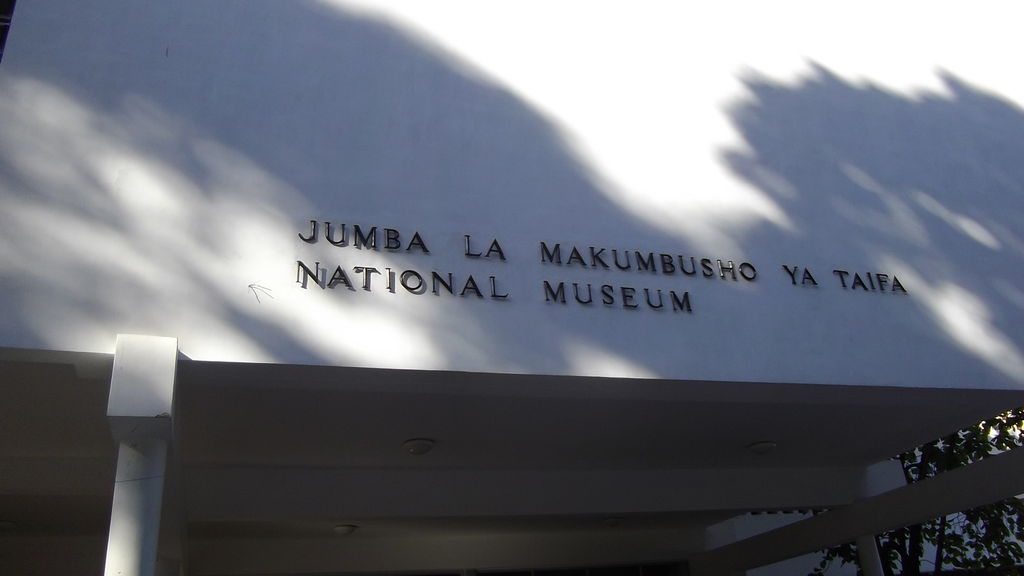 JUMBA LA MAKUMBUSHO YA TAIFA
NATIONAL MUSEUM